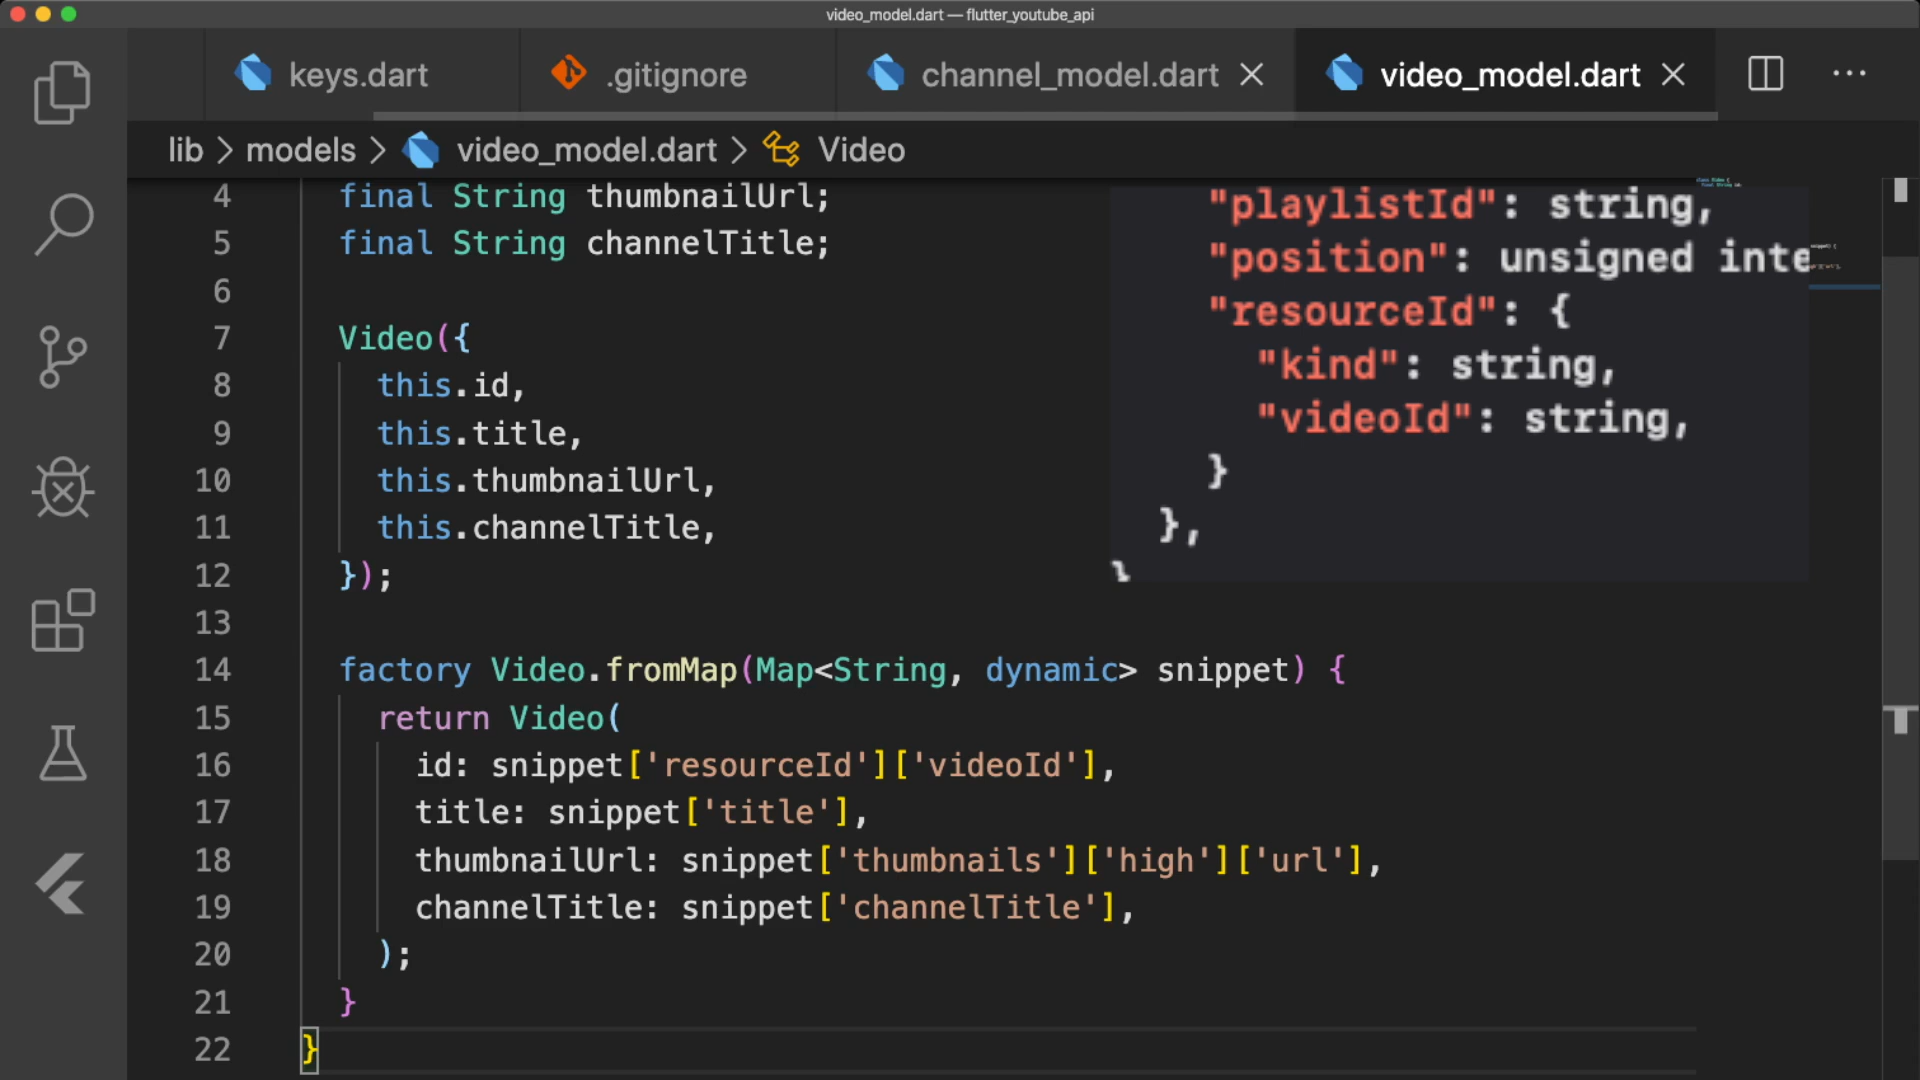 video_model.dart — flutter_youtube_api
keys.dart
.gitignore
channel_model.dart
video_model.dart
lib > models > video_model.dart > Video
4 final String thumbnailUrl;
5 final String channelTitle;
6
7 Video({
8 this.id,
9 this.title,
10 this.thumbnailUrl,
11 this.channelTitle,
12 });
13
14 factory Video.fromMap(Map<String, dynamic> snippet) {
15 return Video(
16 id: snippet['resourceId']['videoId'],
17 title: snippet['title'],
18 thumbnailUrl: snippet['thumbnails']['high']['url'],
19 channelTitle: snippet['channelTitle'],
20 );
21 }
22 }
"playlistId": string,
"position": unsigned inte
"resourceId": {
"kind": string,
"videoId": string,
}
},
}